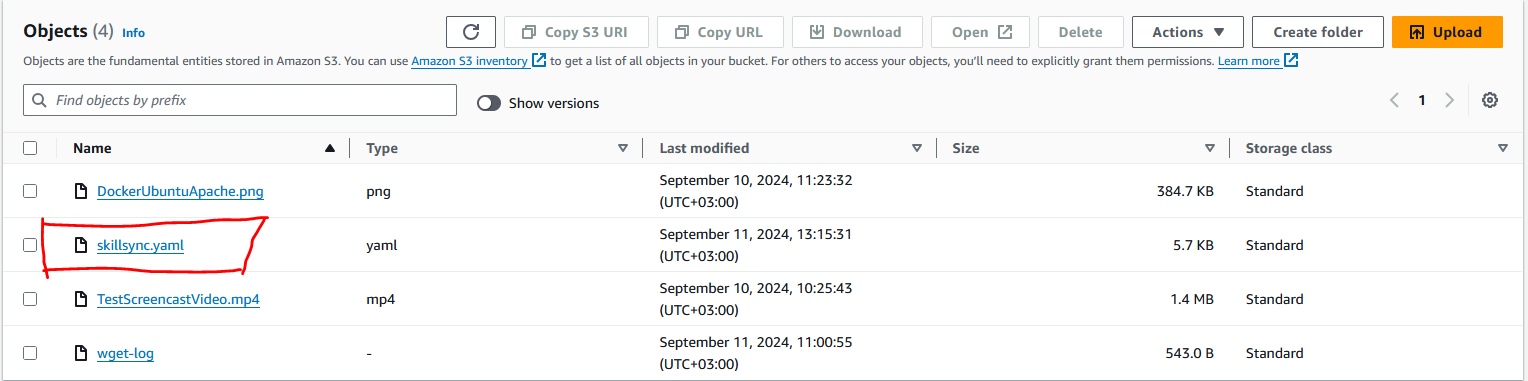 Objects (4) Info
Copy S3 URI Copy URL Download Open Delete Actions Create folder Upload
Objects are the fundamental entities stored in Amazon S3. You can use Amazon S3 inventory to get a list of all objects in your bucket. For others to access your objects, you'll need to explicitly grant them permissions. Learn more
Find objects by prefix Show versions 1
Name Type Last modified Size Storage class
DockerUbuntuApache.png png September 10, 2024, 11:23:32 (UTC+03:00) 384.7 KB Standard
skillsync.yaml yaml September 11, 2024, 13:15:31 (UTC+03:00) 5.7 KB Standard
TestScreencastVideo.mp4 mp4 September 10, 2024, 10:25:43 (UTC+03:00) 1.4 MB Standard
wget-log - September 11, 2024, 11:00:55 (UTC+03:00) 543.0 B Standard